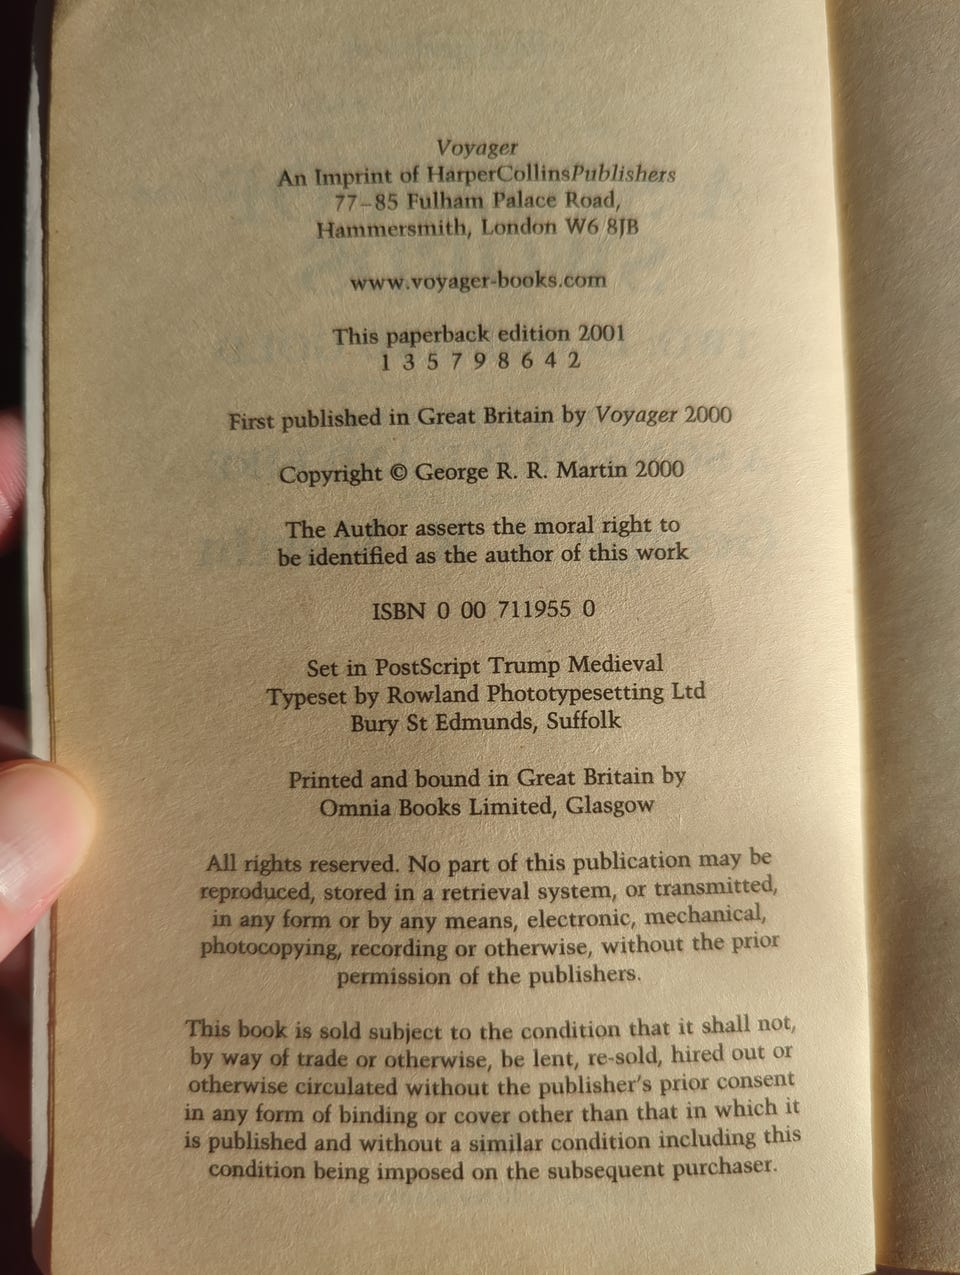 Voyager
An Imprint of HarperCollinsPublishers
77–85 Fulham Palace Road,
Hammersmith, London W6 8JB
www.voyager-books.com
This paperback edition 2001
1 3 5 7 9 8 6 4 2
First published in Great Britain by Voyager 2000
Copyright © George R. R. Martin 2000
The Author asserts the moral right to
be identified as the author of this work
ISBN 0 00 711955 0
Set in PostScript Trump Medieval
Typeset by Rowland Phototypesetting Ltd
Bury St Edmunds, Suffolk
Printed and bound in Great Britain by
Omnia Books Limited, Glasgow
All rights reserved. No part of this publication may be
reproduced, stored in a retrieval system, or transmitted,
in any form or by any means, electronic, mechanical,
photocopying, recording or otherwise, without the prior
permission of the publishers.
This book is sold subject to the condition that it shall not,
by way of trade or otherwise, be lent, re-sold, hired out or
otherwise circulated without the publisher's prior consent
in any form of binding or cover other than that in which it
is published and without a similar condition including this
condition being imposed on the subsequent purchaser.